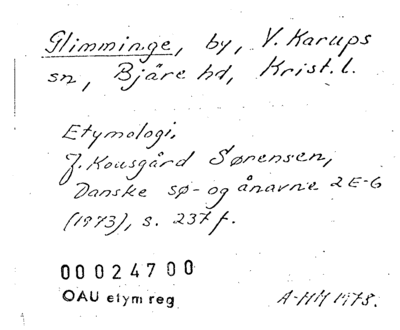 Glimminge, by, V. Karups
sn, Bjäre hd, Krist. l.
Etymologi.
J. Kousgård Sørensen,
Danske sø- og ånavne 2 E-G
(1973), s. 237 f.
00024700
OAU etym reg
A-HM 1978.